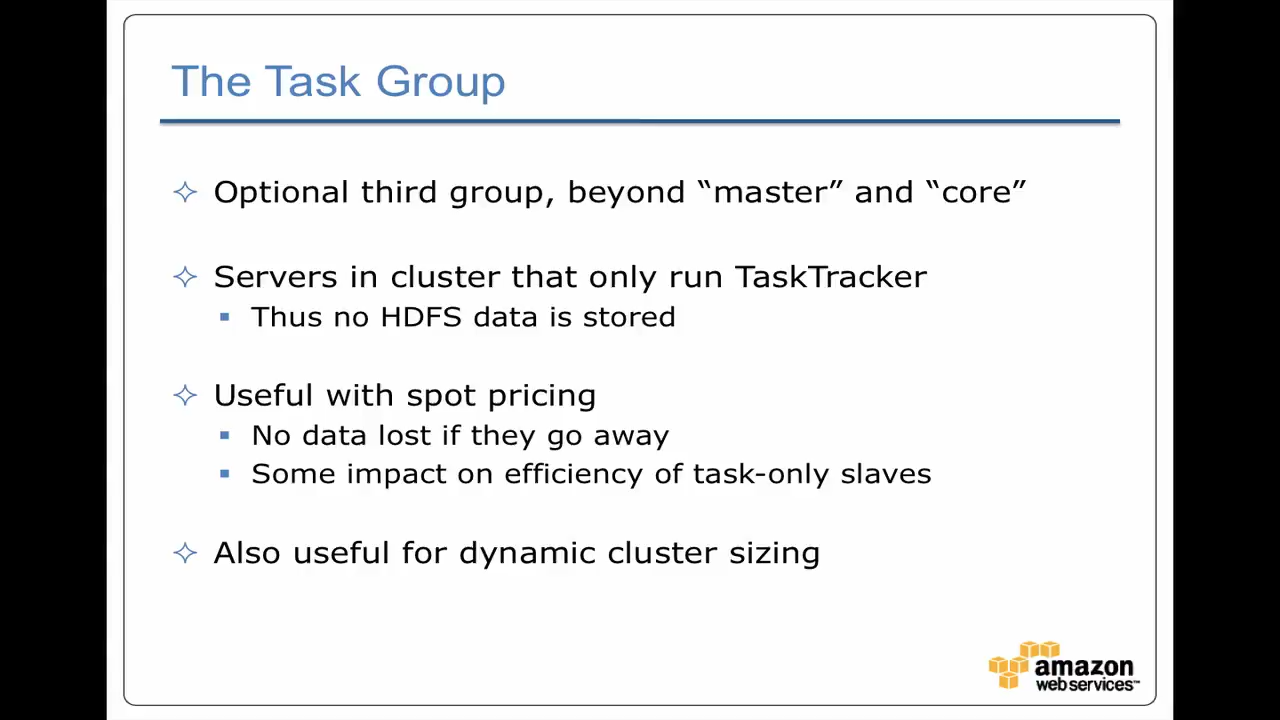 The Task Group
Optional third group, beyond “master” and “core”
Servers in cluster that only run TaskTracker
Thus no HDFS data is stored
Useful with spot pricing
No data lost if they go away
Some impact on efficiency of task-only slaves
Also useful for dynamic cluster sizing
amazon
web services™